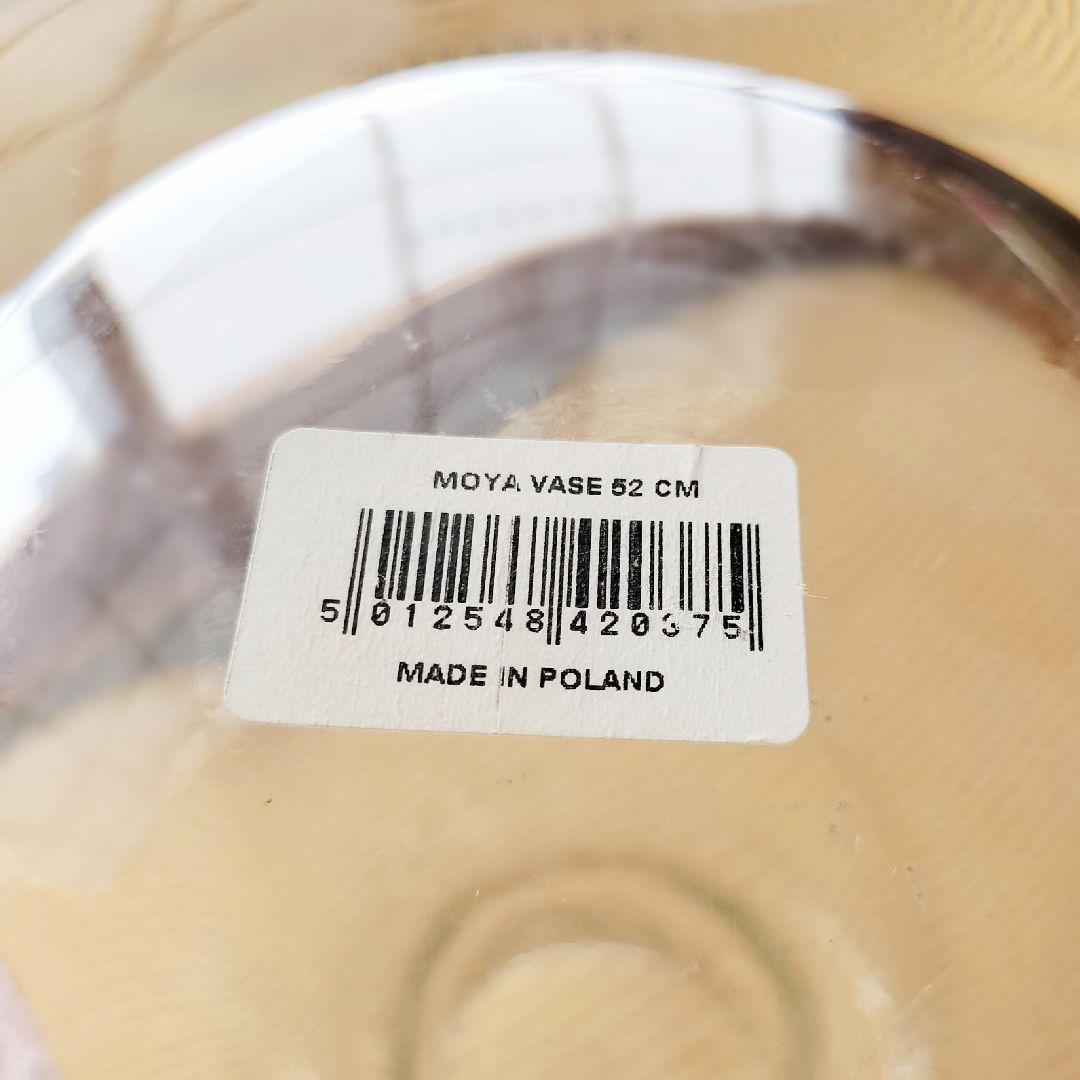 MOYA VASE 52 CM
5 012548 420375
MADE IN POLAND